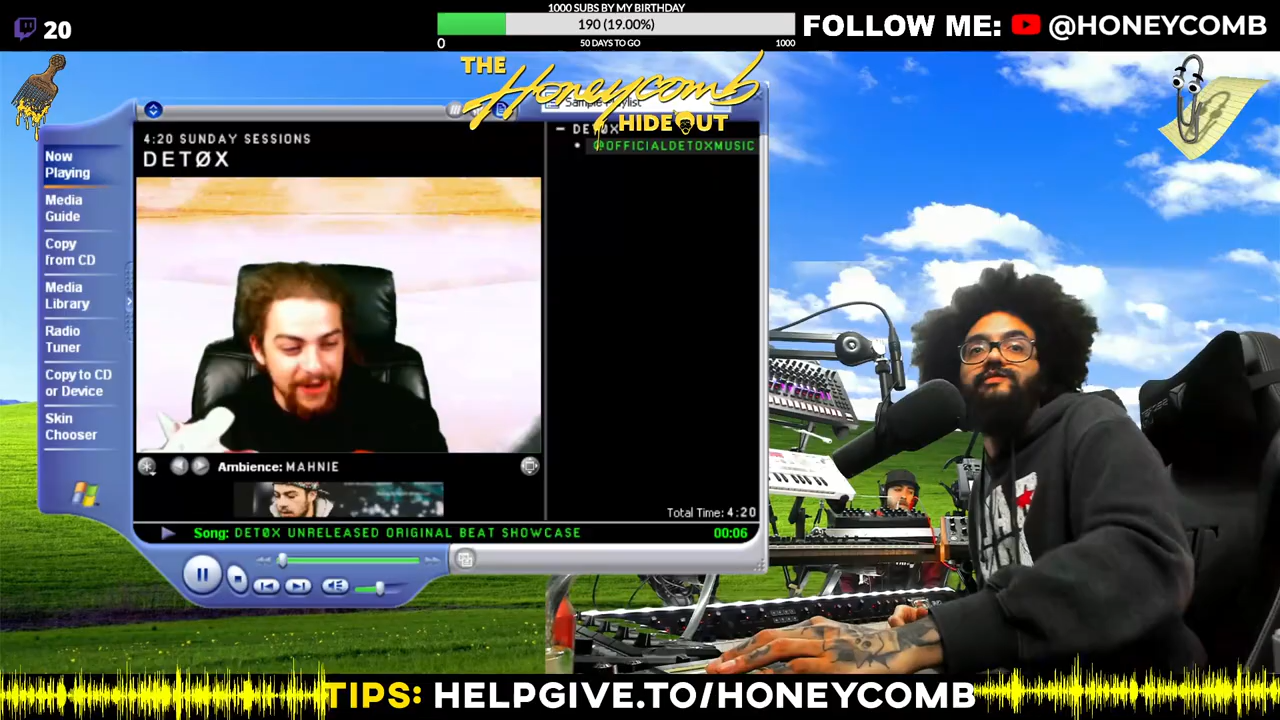 20
1000 SUBS BY MY BIRTHDAY
190 (19.00%)
0
50 DAYS TO GO
1000
FOLLOW ME:
@HONEYCOMB
THE
Honeycomb
HIDEOUT
Sample Playlist
4:20 SUNDAY SESSIONS
DETØX
DETØX
@OFFICIALDETOXMUSIC
Now
Playing
Media
Guide
Copy
from CD
Media
Library
Radio
Tuner
Copy to CD
or Device
Skin
Chooser
Ambience: MAHNIE
Total Time: 4:20
Song: DETØX UNRELEASED ORIGINAL BEAT SHOWCASE
00:06
TIPS: HELPGIVE.TO/HONEYCOMB